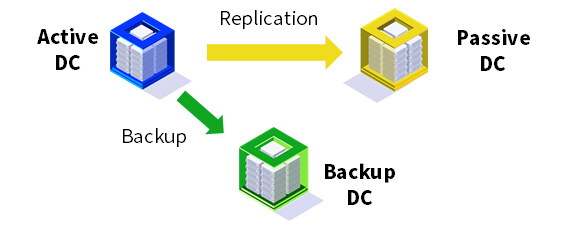 Replication
Active
DC
Passive
DC
Backup
Backup
DC